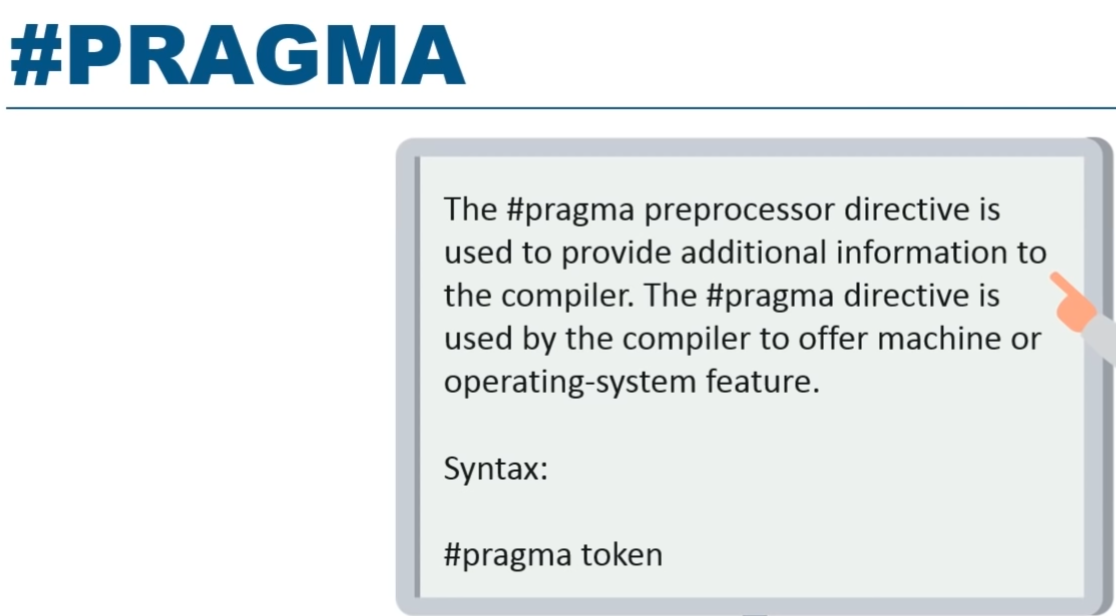 #PRAGMA
The #pragma preprocessor directive is
used to provide additional information to
the compiler. The #pragma directive is
used by the compiler to offer machine or
operating-system feature.
Syntax:
#pragma token